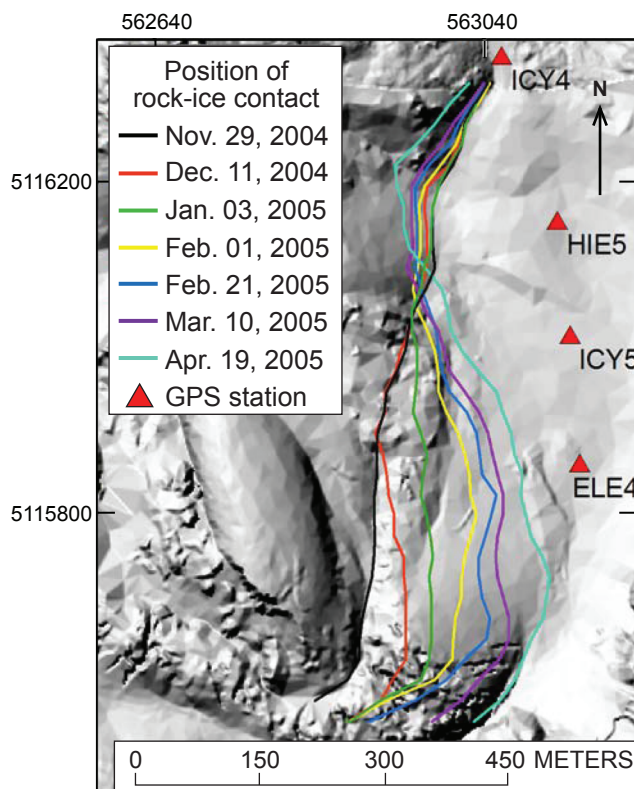 562640
563040
Position of
rock-ice contact
Nov. 29, 2004
Dec. 11, 2004
Jan. 03, 2005
Feb. 01, 2005
Feb. 21, 2005
Mar. 10, 2005
Apr. 19, 2005
GPS station
ICY4
N
5116200
HIE5
ICY5
ELE4
5115800
0 150 300 450 METERS